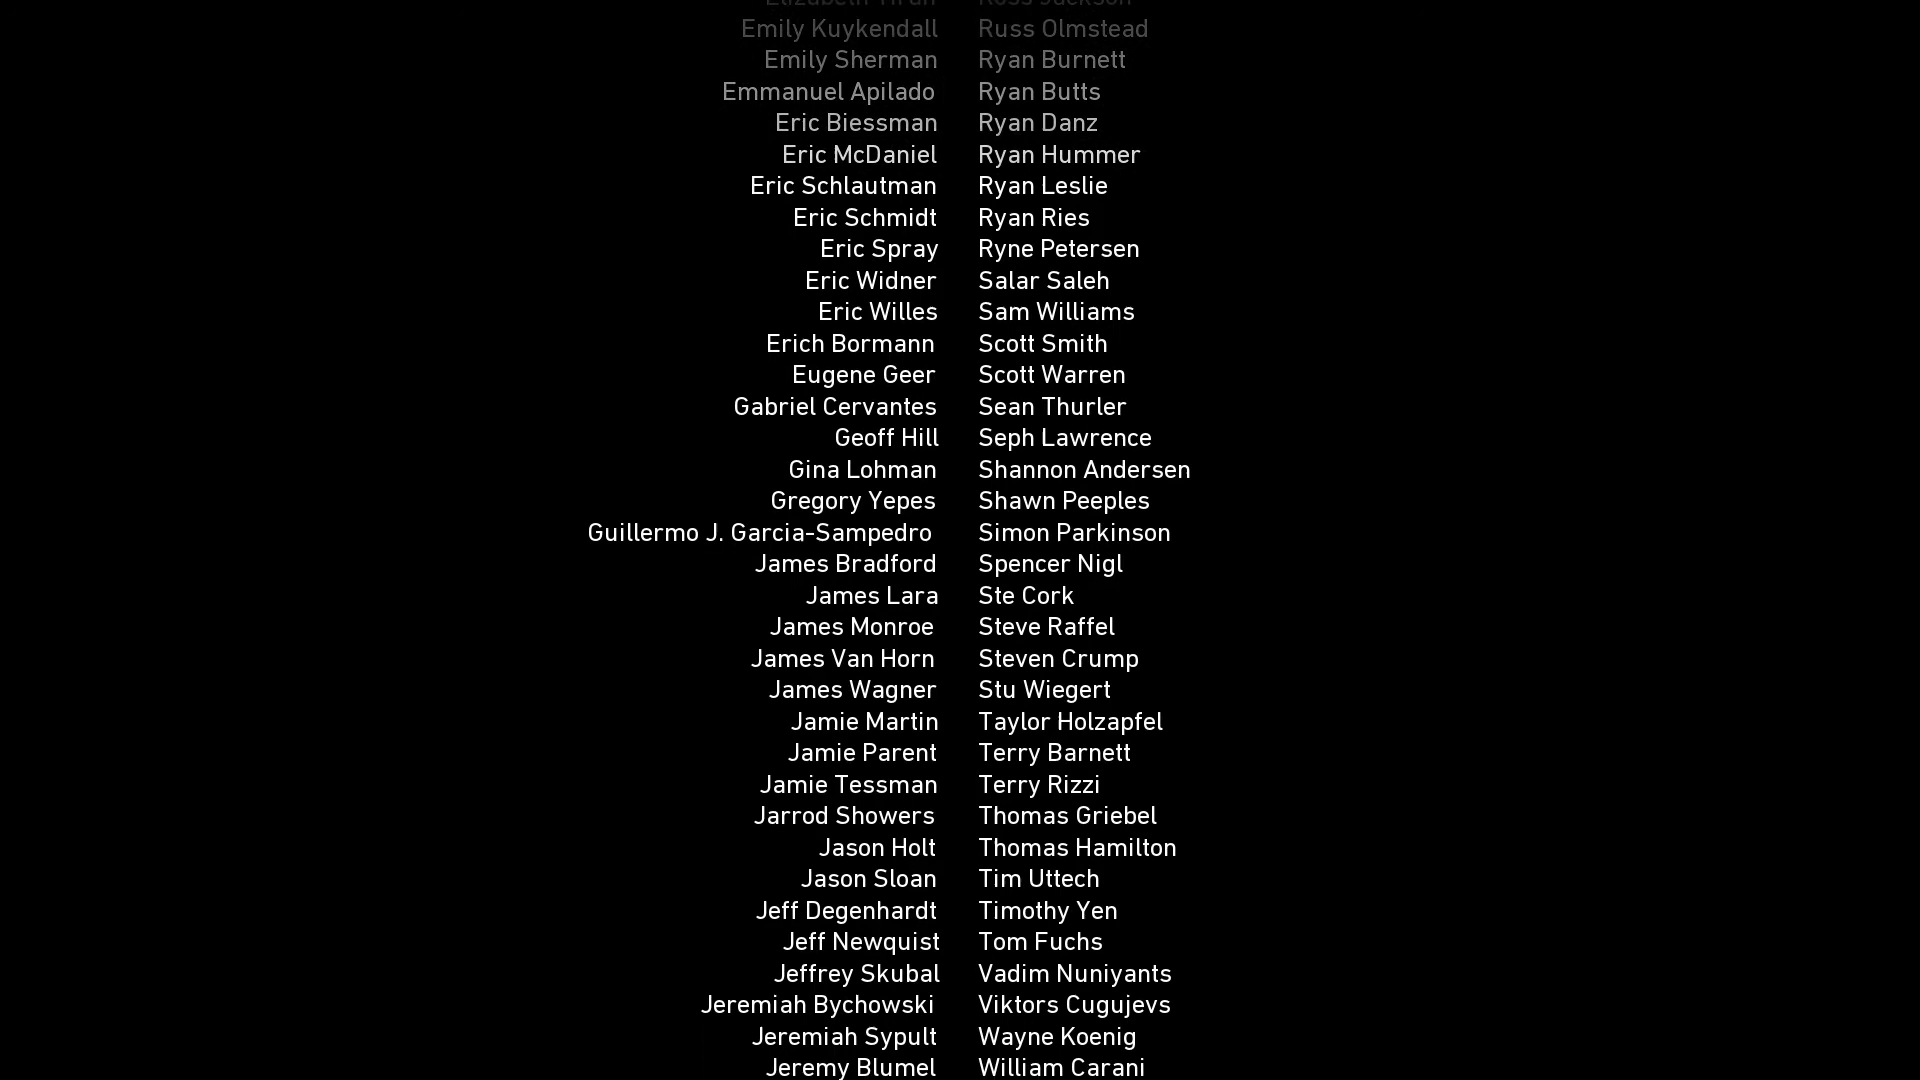 Emily Kuykendall Russ Olmstead
Emily Sherman Ryan Burnett
Emmanuel Apilado Ryan Butts
Eric Biessman Ryan Danz
Eric McDaniel Ryan Hummer
Eric Schlautman Ryan Leslie
Eric Schmidt Ryan Ries
Eric Spray Ryne Petersen
Eric Widner Salar Saleh
Eric Willes Sam Williams
Erich Bormann Scott Smith
Eugene Geer Scott Warren
Gabriel Cervantes Sean Thurler
Geoff Hill Seph Lawrence
Gina Lohman Shannon Andersen
Gregory Yepes Shawn Peeples
Guillermo J. Garcia-Sampedro Simon Parkinson
James Bradford Spencer Nigl
James Lara Ste Cork
James Monroe Steve Raffel
James Van Horn Steven Crump
James Wagner Stu Wiegert
Jamie Martin Taylor Holzapfel
Jamie Parent Terry Barnett
Jamie Tessman Terry Rizzi
Jarrod Showers Thomas Griebel
Jason Holt Thomas Hamilton
Jason Sloan Tim Uttech
Jeff Degenhardt Timothy Yen
Jeff Newquist Tom Fuchs
Jeffrey Skubal Vadim Nuniyants
Jeremiah Bychowski Viktors Cugujevs
Jeremiah Sypult Wayne Koenig
Jeremy Blumel William Carani